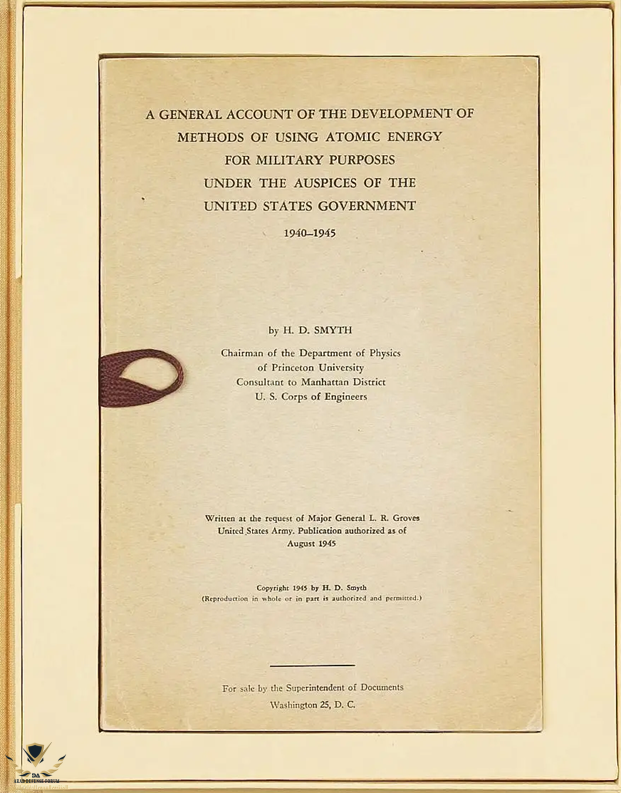 A GENERAL ACCOUNT OF THE DEVELOPMENT OF
METHODS OF USING ATOMIC ENERGY
FOR MILITARY PURPOSES
UNDER THE AUSPICES OF THE
UNITED STATES GOVERNMENT
1940–1945
by H. D. SMYTH
Chairman of the Department of Physics
of Princeton University
Consultant to Manhattan District
U. S. Corps of Engineers
Written at the request of Major General L. R. Groves
United States Army. Publication authorized as of
August 1945
Copyright 1945 by H. D. Smyth
(Reproduction in whole or in part is authorized and permitted.)
For sale by the Superintendent of Documents
Washington 25, D. C.
DA
ARAB DEFENSE FORUM